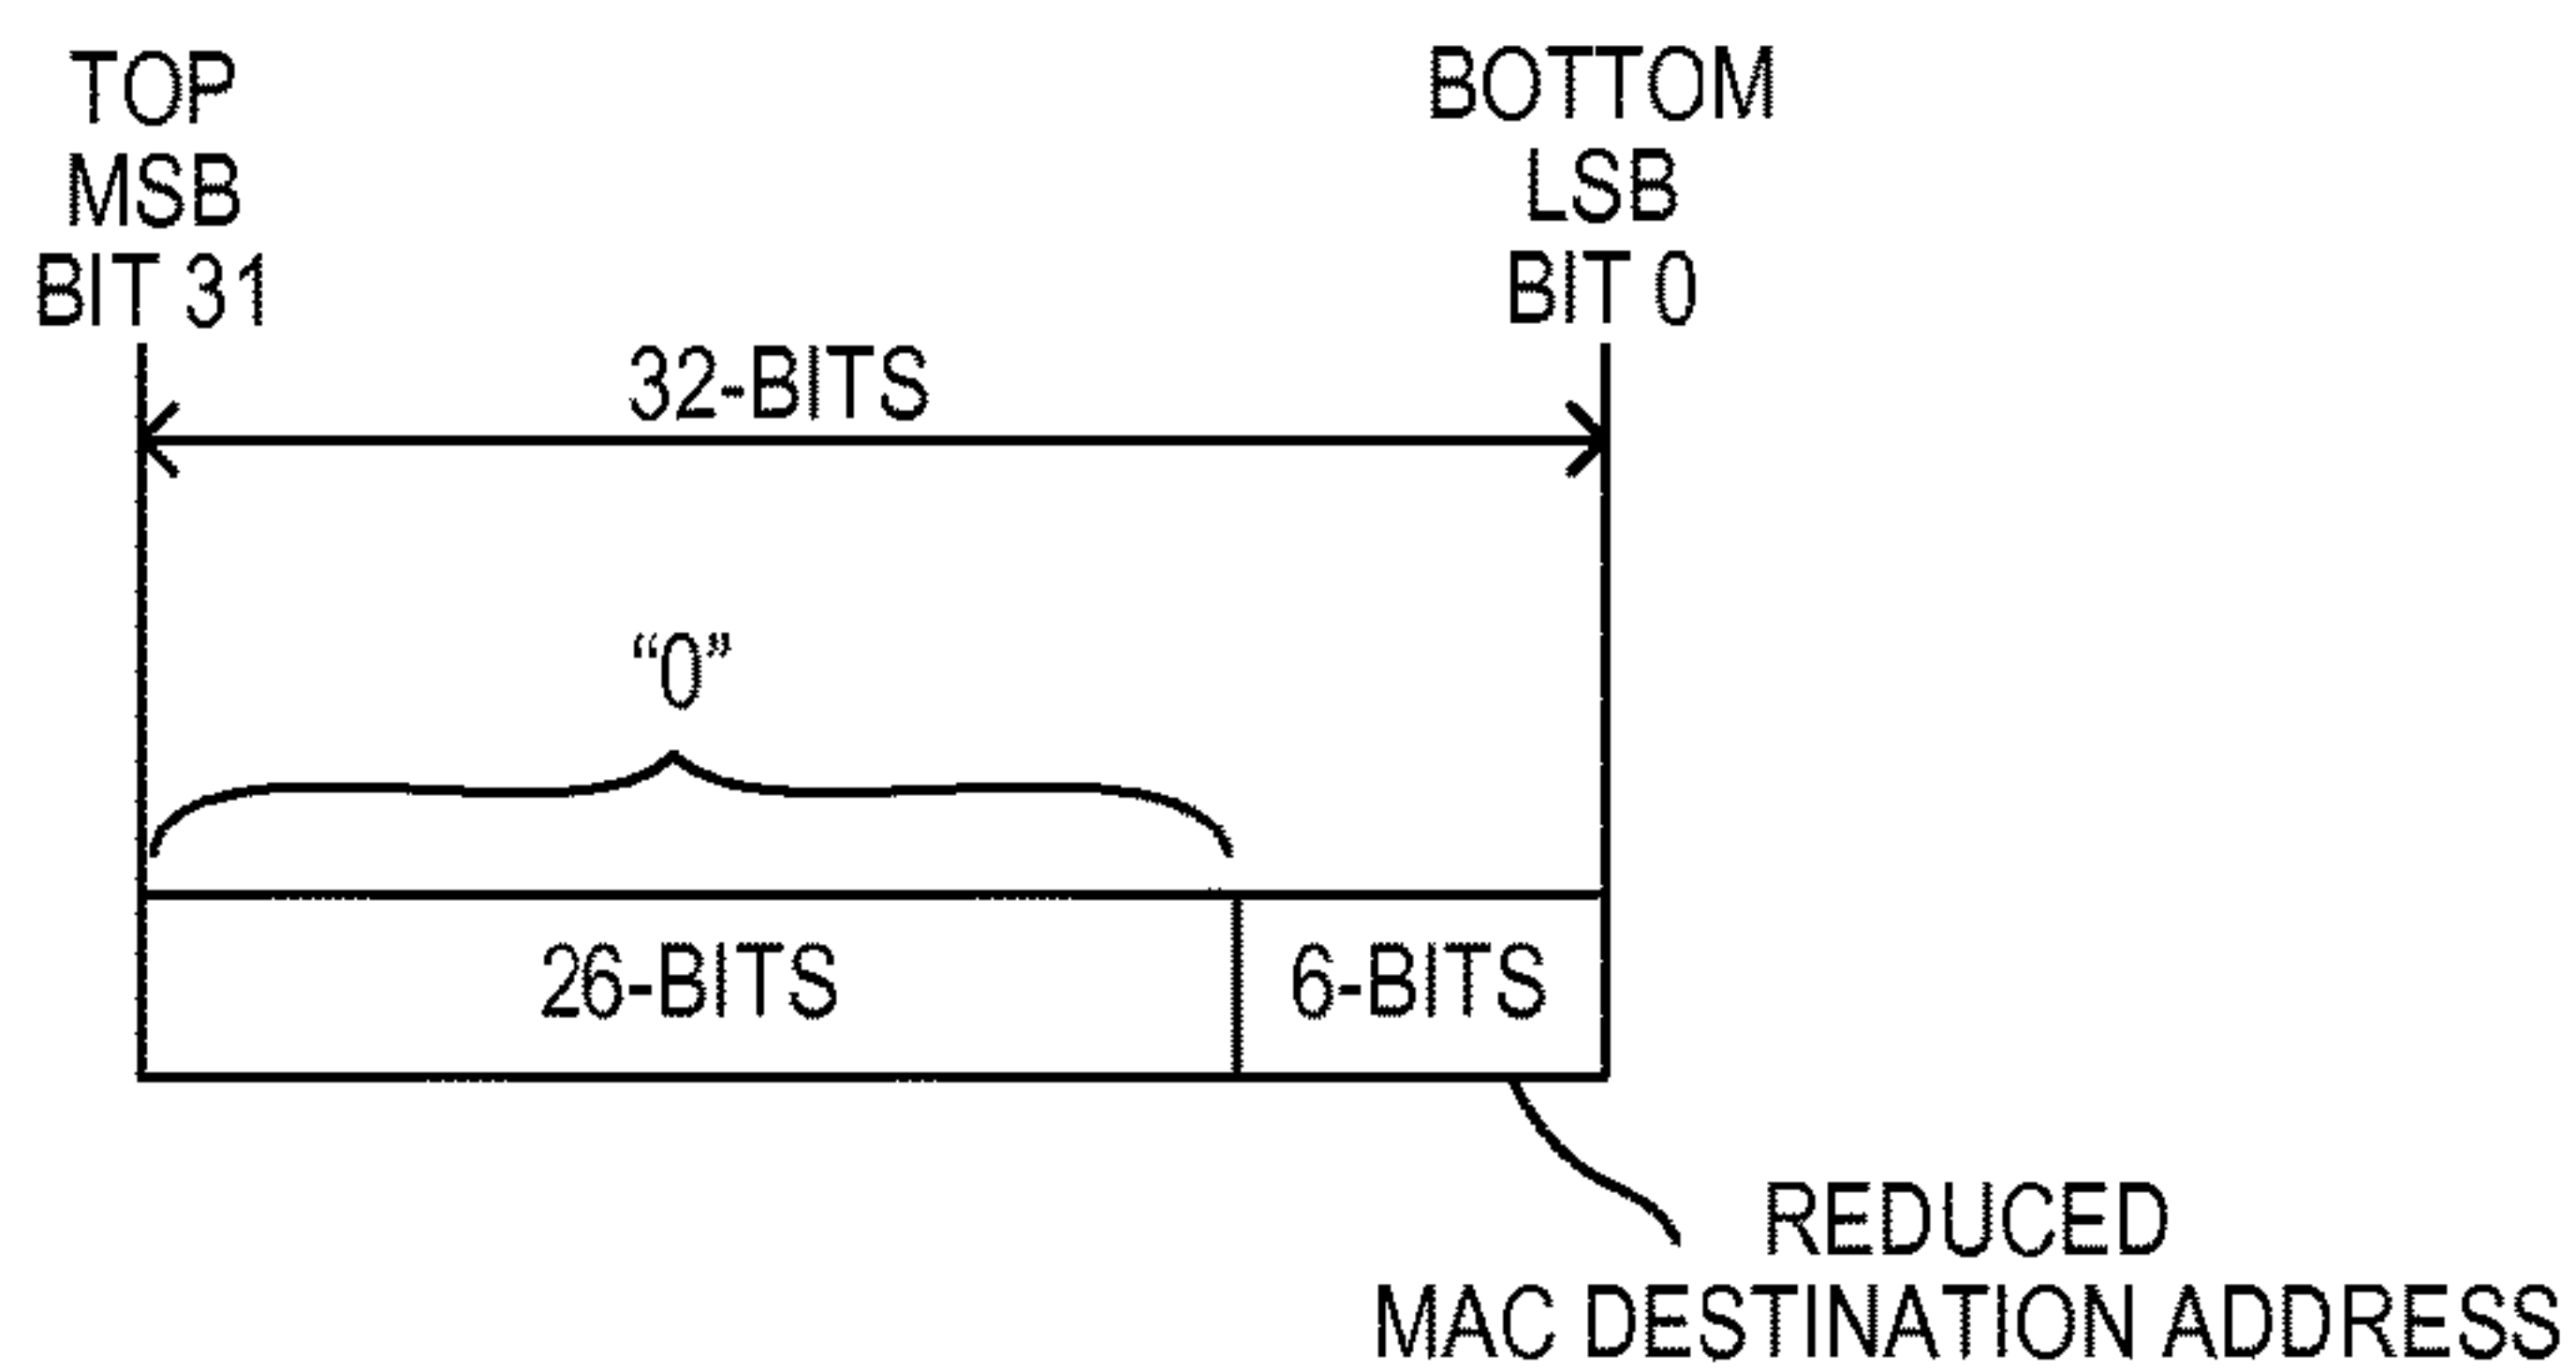 TOP
MSB
BIT 31
BOTTOM
LSB
BIT 0
32-BITS
“0”
26-BITS
6-BITS
REDUCED
MAC DESTINATION ADDRESS